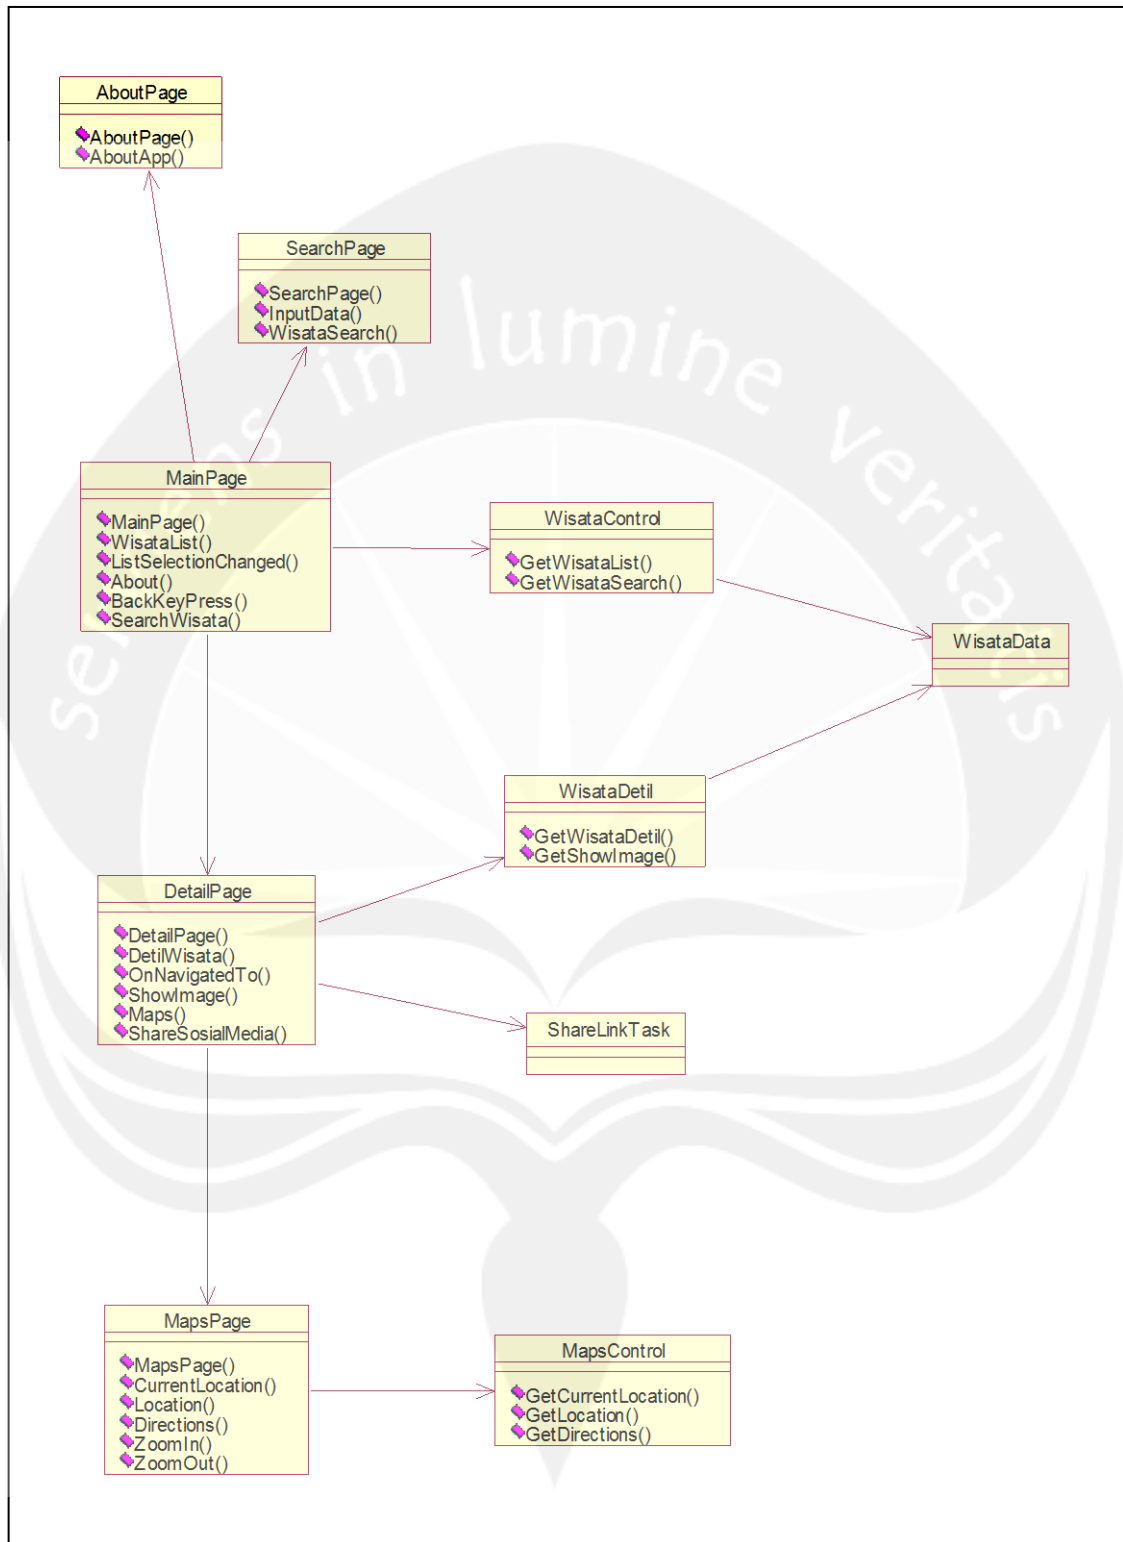 AboutPage
AboutPage()
AboutApp()
SearchPage
SearchPage()
InputData()
WisataSearch()
serviens in lumine veritatis
MainPage
MainPage()
WisataList()
ListSelectionChanged()
About()
BackKeyPress()
SearchWisata()
WisataControl
GetWisataList()
GetWisataSearch()
WisataData
WisataDetil
GetWisataDetil()
GetShowImage()
DetailPage
DetailPage()
DetilWisata()
OnNavigatedTo()
ShowImage()
Maps()
ShareSosialMedia()
ShareLinkTask
MapsPage
MapsPage()
CurrentLocation()
Location()
Directions()
ZoomIn()
ZoomOut()
MapsControl
GetCurrentLocation()
GetLocation()
GetDirections()